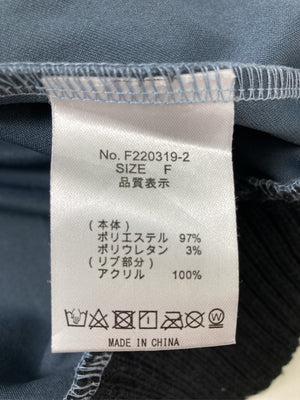 No. F220319-2
SIZE F
品質表示
(本体)
ポリエステル 97%
ポリウレタン 3%
(リブ部分)
アクリル 100%
MADE IN CHINA